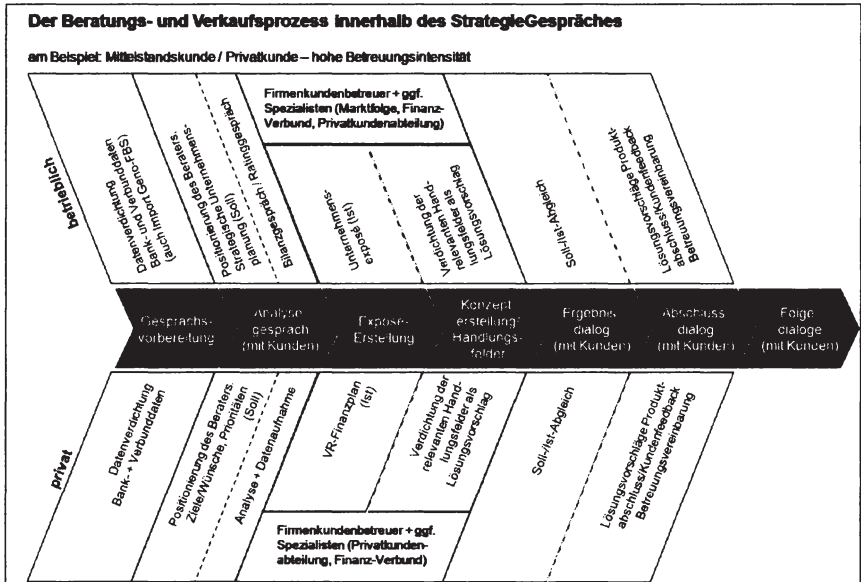 Der Beratungs- und Verkaufsprozess innerhalb des StrategieGespräches
am Beispiel: Mittelstandskunde / Privatkunde – hohe Betreuungsintensität
betrieblich
Datenverdichtung
Bank- und Verbunddaten
(auch Import Geno-FBS)
Positionierung des Beraters,
Strategische Unternehmens-
planung (Soll)
Bilanzgespräch / Ratinggespräch
Firmenkundenbetreuer + ggf.
Spezialisten (Marktfolge, Finanz-
Verbund, Privatkundenabteilung)
Unternehmens-
exposé (Ist)
Verdichtung der
relevanten Hand-
lungsfelder als
Lösungsvorschlag
Soll-/Ist-Abgleich
Lösungsvorschläge Produkt-
abschluss/Kundenfeedback
Betreuungsvereinbarung
Gesprächs-
vorbereitung
Analyse
gespräch
(mit Kunden)
Exposé-
Erstellung
Konzept
erstellung/
Handlungs-
felder
Ergebnis
dialog
(mit Kunden)
Abschluss
dialog
(mit Kunden)
Folge
dialoge
(mit Kunden)
privat
Datenverdichtung
Bank- + Verbunddaten
Positionierung des Beraters.
Ziele/Wünsche, Prioritäten
(Soll)
Analyse + Datenaufnahme
VR-Finanzplan
(Ist)
Verdichtung der
relevanten Hand-
lungsfelder als
Lösungsvorschlag
Firmenkundenbetreuer + ggf.
Spezialisten (Privatkunden-
abteilung, Finanz-Verbund)
Soll-/Ist-Abgleich
Lösungsvorschläge Produkt-
abschluss/Kundenfeedback
Betreuungsvereinbarung